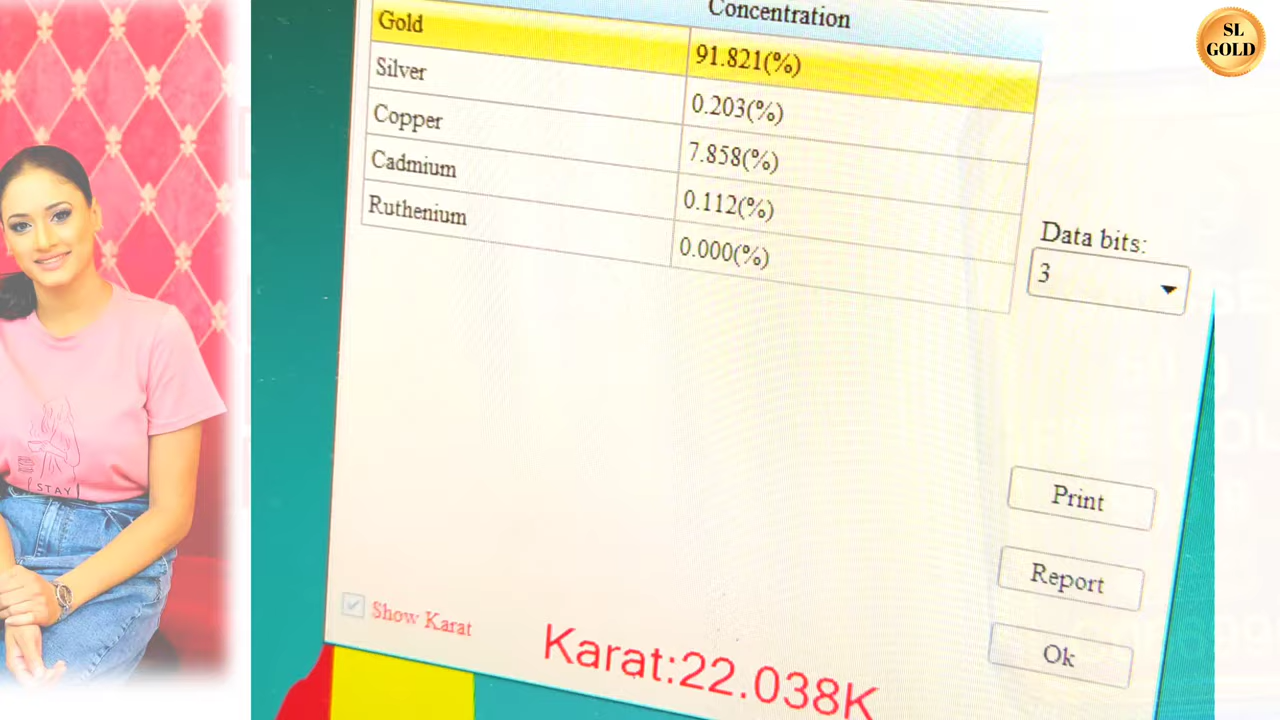 Concentration
Gold 91.821(%)
Silver 0.203(%)
Copper 7.858(%)
Cadmium 0.112(%)
Ruthenium 0.000(%)
Data bits:
3
Print
Report
Ok
Show Karat
Karat:22.038K
SL
GOLD
STAY